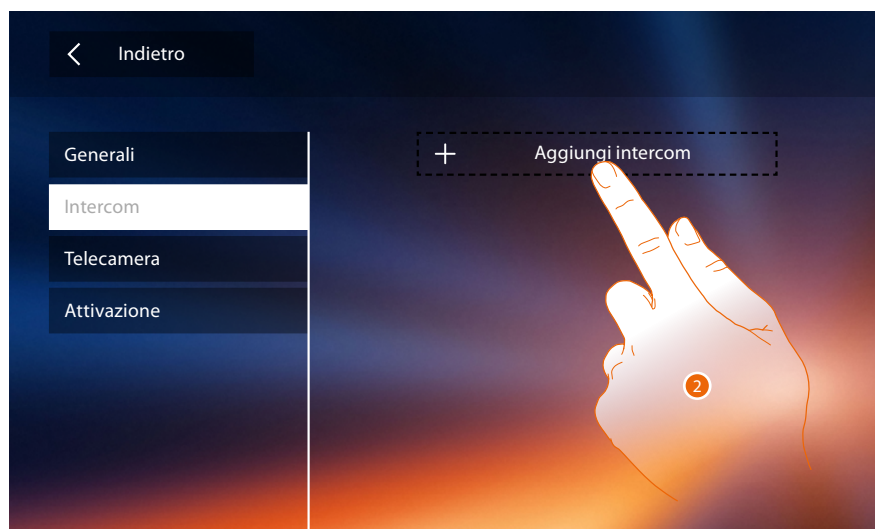 Indietro
Generali
Aggiungi intercom
Intercom
Telecamera
Attivazione
2